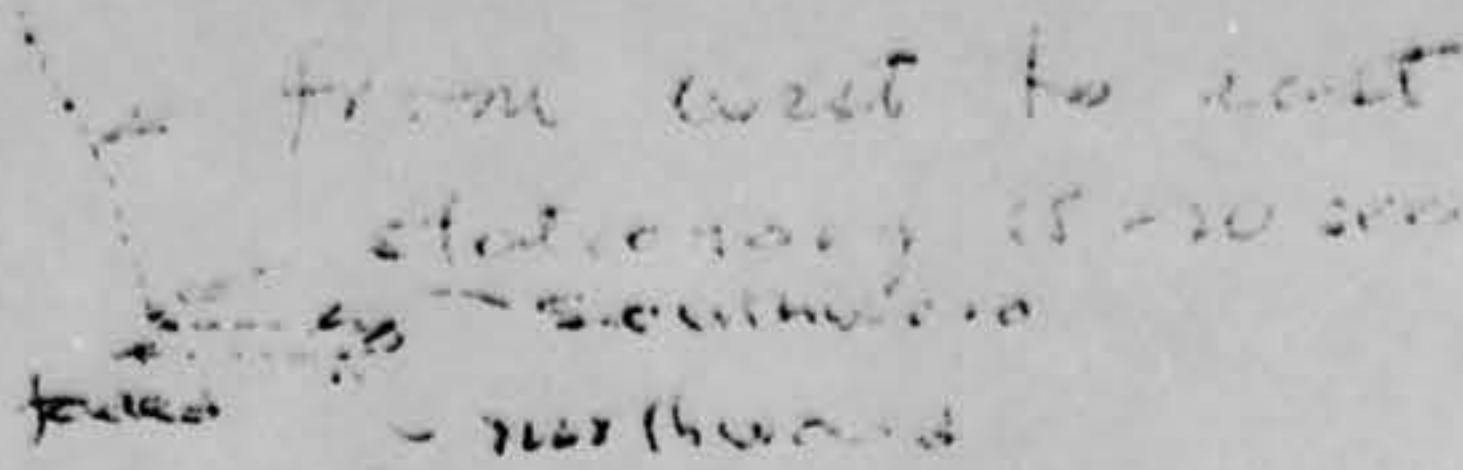 from west to east
stationary 15-20 sec
- southward
- northward